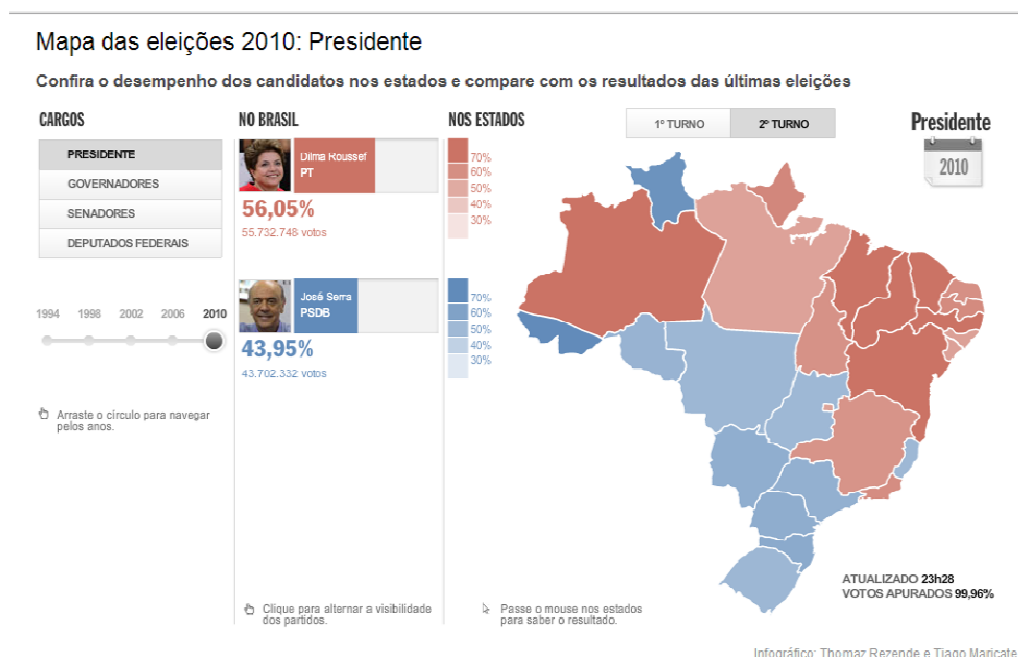 Mapa das eleições 2010: Presidente
Confira o desempenho dos candidatos nos estados e compare com os resultados das últimas eleições
CARGOS
PRESIDENTE
GOVERNADORES
SENADORES
DEPUTADOS FEDERAIS
1994 1998 2002 2006 2010
Arraste o círculo para navegar
pelos anos.
NO BRASIL
Dilma Roussef
PT
56,05%
55.732.748 votos
José Serra
PSDB
43,95%
43.702.332 votos
Clique para alternar a visibilidade
dos partidos.
NOS ESTADOS
70%
60%
50%
40%
30%
70%
60%
50%
40%
30%
Passe o mouse nos estados
para saber o resultado.
1º TURNO
2º TURNO
Presidente
2010
ATUALIZADO 23h28
VOTOS APURADOS 99,96%
Infográfico: Thomaz Rezende e Tiago Maricate